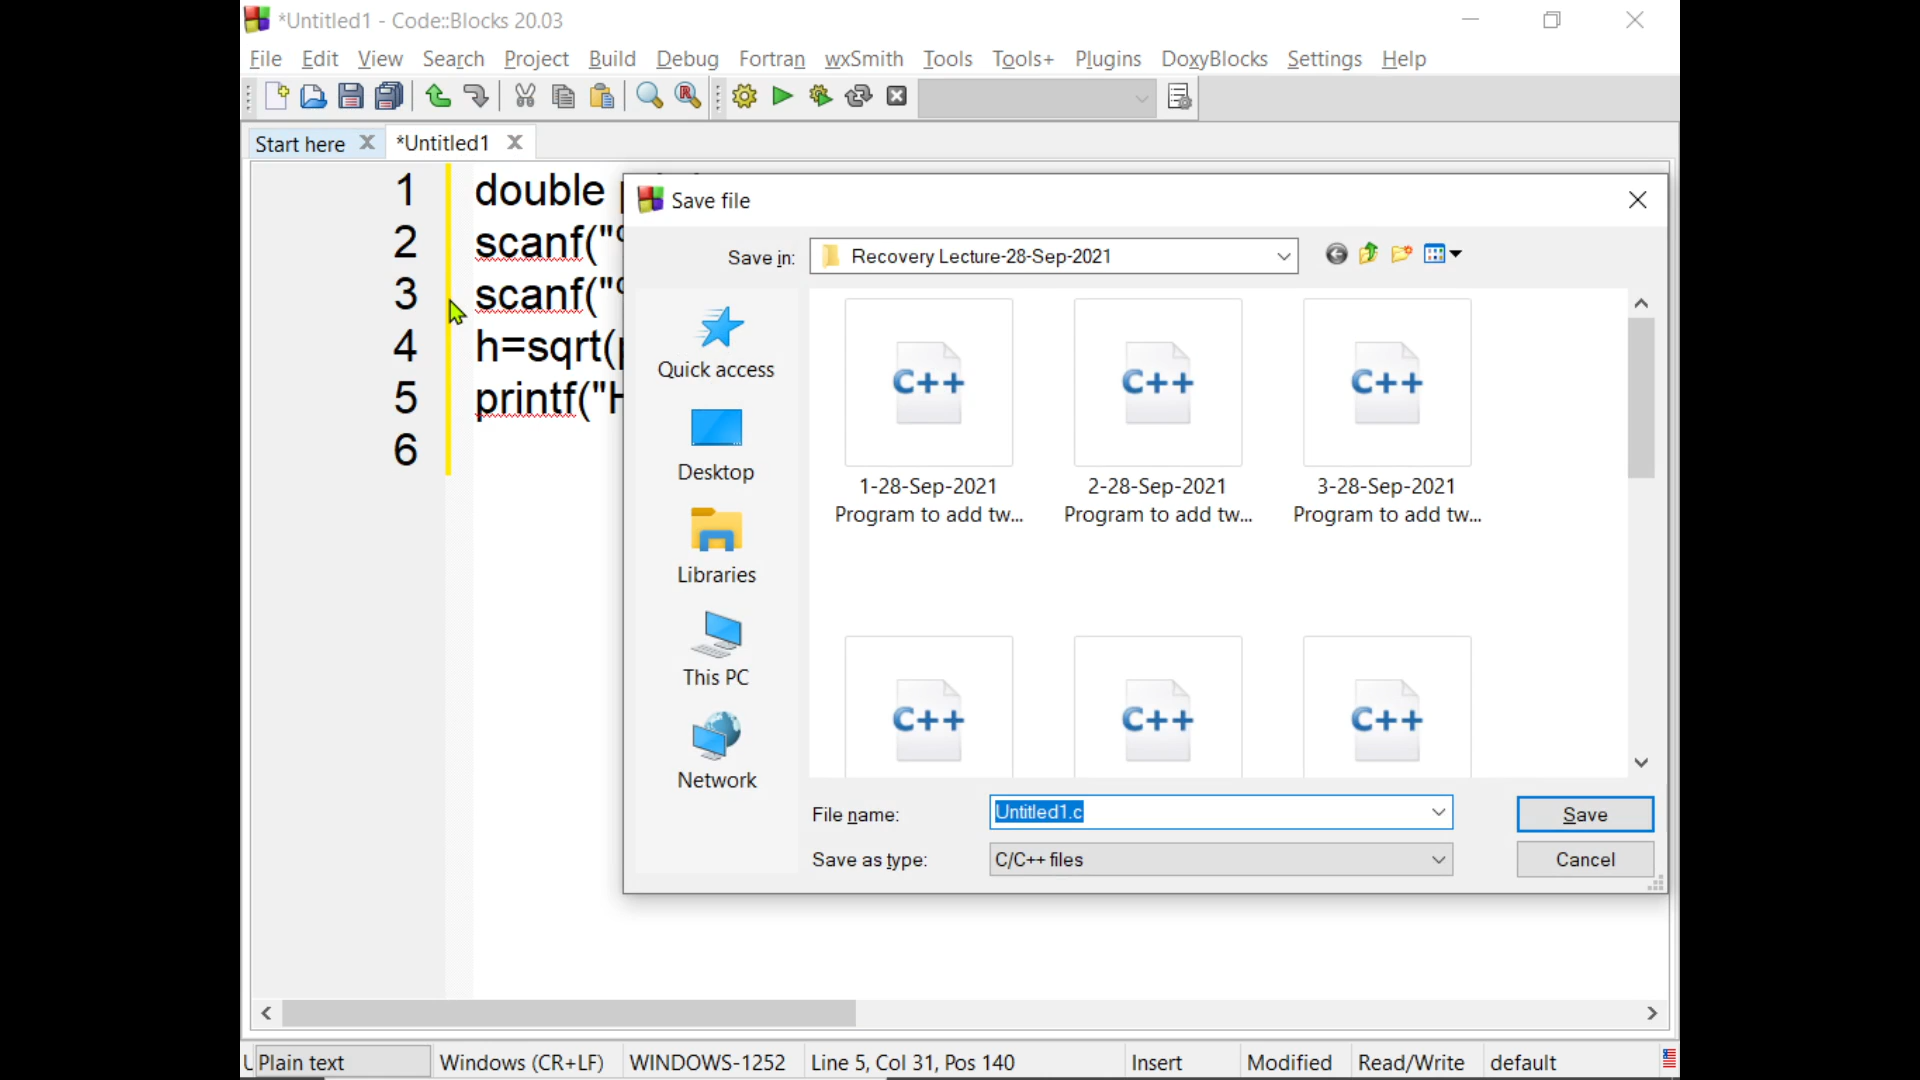 *Untitled1 - Code::Blocks 20.03
File Edit View Search Project Build Debug Fortran wxSmith Tools Tools+ Plugins DoxyBlocks Settings Help
Start here *Untitled1
1 double
2 scanf("
3 scanf("
4 h=sqrt(
5 printf("H
6
Save file
Save in: Recovery Lecture-28-Sep-2021
Quick access
Desktop
Libraries
This PC
Network
C++ C++ C++
1-28-Sep-2021 2-28-Sep-2021 3-28-Sep-2021
Program to add tw... Program to add tw... Program to add tw...
C++ C++ C++
File name: Untitled1.c Save
Save as type: C/C++ files Cancel
Plain text Windows (CR+LF) WINDOWS-1252 Line 5, Col 31, Pos 140 Insert Modified Read/Write default